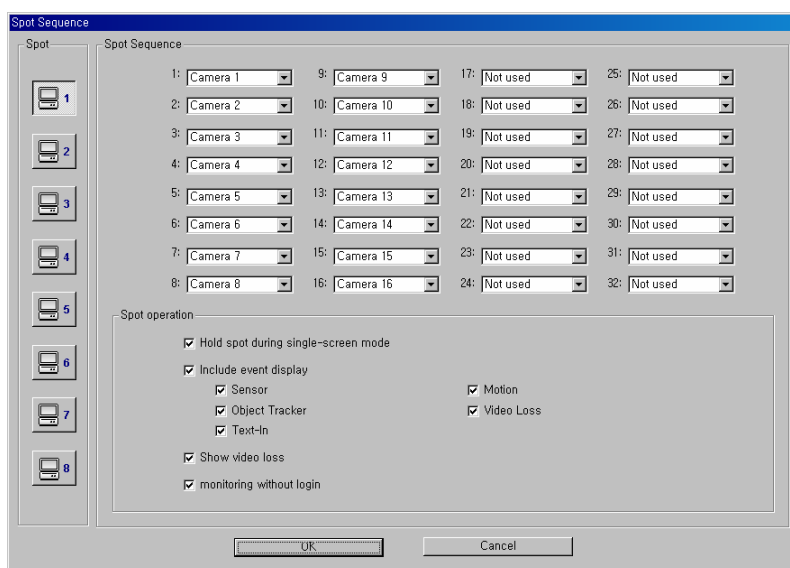 Spot Sequence
Spot
Spot Sequence
1
2
3
4
5
6
7
8
1: Camera 1 9: Camera 9 17: Not used 25: Not used
2: Camera 2 10: Camera 10 18: Not used 26: Not used
3: Camera 3 11: Camera 11 19: Not used 27: Not used
4: Camera 4 12: Camera 12 20: Not used 28: Not used
5: Camera 5 13: Camera 13 21: Not used 29: Not used
6: Camera 6 14: Camera 14 22: Not used 30: Not used
7: Camera 7 15: Camera 15 23: Not used 31: Not used
8: Camera 8 16: Camera 16 24: Not used 32: Not used
Spot operation
Hold spot during single-screen mode
Include event display
Sensor Motion
Object Tracker Video Loss
Text-In
Show video loss
monitoring without login
OK Cancel